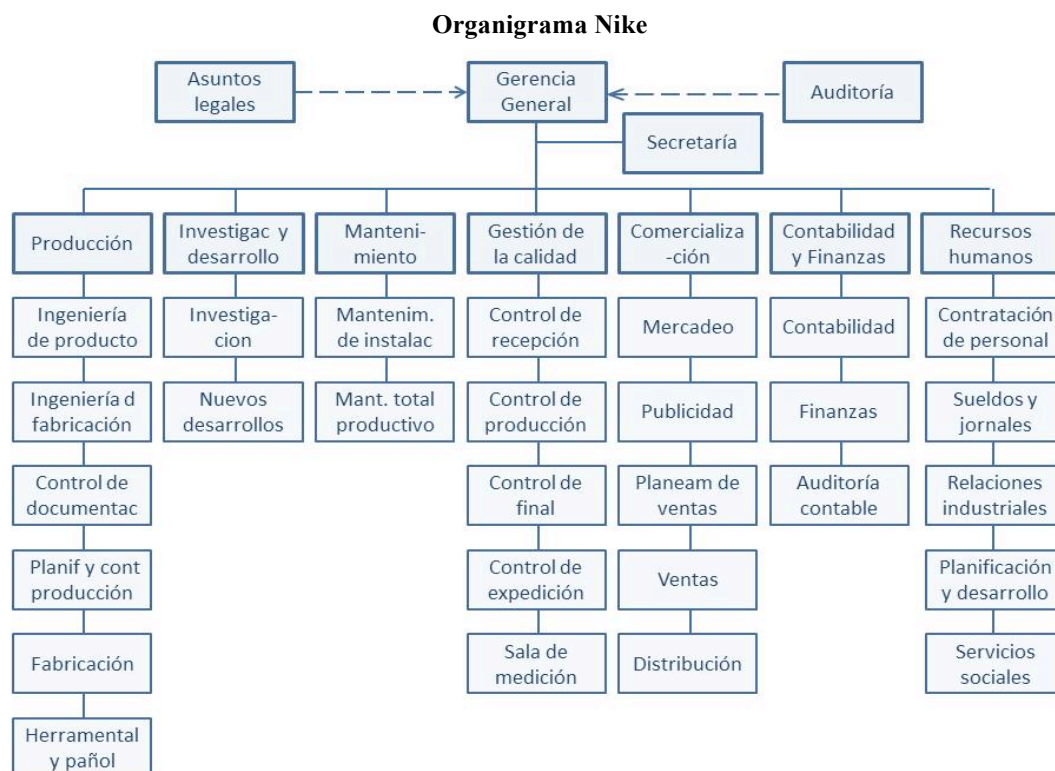 Organigrama Nike
Asuntos
legales
Gerencia
General
Auditoría
Secretaría
Producción
Investigac y
desarrollo
Manteni-
miento
Gestión de
la calidad
Comercializa
-ción
Contabilidad
y Finanzas
Recursos
humanos
Ingeniería
de producto
Investiga-
cion
Mantenim.
de instalac
Control de
recepción
Mercadeo
Contabilidad
Contratación
de personal
Ingeniería d
fabricación
Nuevos
desarrollos
Mant. total
productivo
Control de
producción
Publicidad
Finanzas
Sueldos y
jornales
Control de
documentac
Control de
final
Planeam de
ventas
Auditoría
contable
Relaciones
industriales
Planif y cont
producción
Control de
expedición
Ventas
Planificación
y desarrollo
Fabricación
Sala de
medición
Distribución
Servicios
sociales
Herramental
y pañol